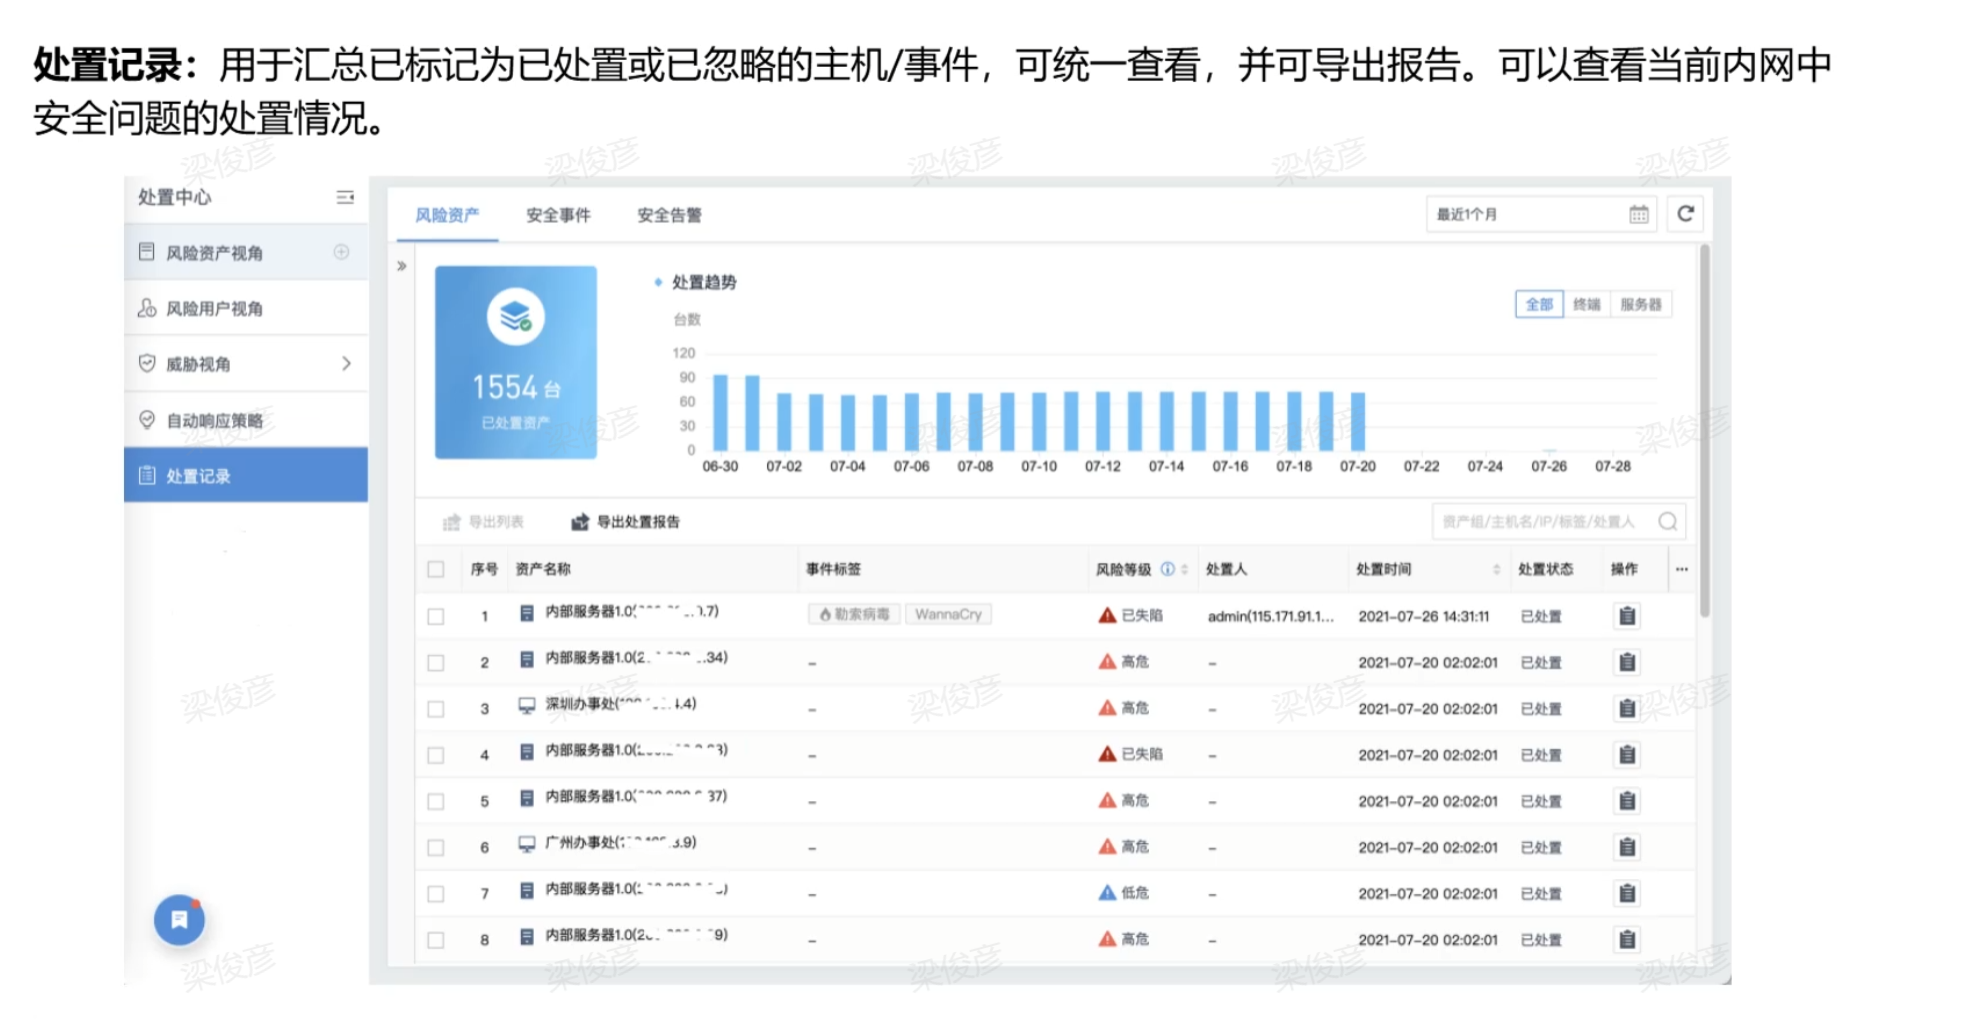 处置记录：用于汇总已标记为已处置或已忽略的主机/事件，可统一查看，并可导出报告。可以查看当前内网中
安全问题的处置情况。
处置中心
风险资产视角
风险用户视角
威胁视角
自动响应策略
处置记录
风险资产 安全事件 安全告警 最近1个月
1554 台
已处置资产
处置趋势
全部 终端 服务器
台数
120
90
60
30
0
06-30 07-02 07-04 07-06 07-08 07-10 07-12 07-14 07-16 07-18 07-20 07-22 07-24 07-26 07-28
导出列表 导出处置报告 资产组/主机名/IP/标签/处置人
序号 资产名称 事件标签 风险等级 处置人 处置时间 处置状态 操作
1 内部服务器1.0( .7) 勒索病毒 WannaCry 已失陷 admin(115.171.91.1... 2021-07-26 14:31:11 已处置
2 内部服务器1.0(2 .34) - 高危 - 2021-07-20 02:02:01 已处置
3 深圳办事处( .4) - 高危 - 2021-07-20 02:02:01 已处置
4 内部服务器1.0( 3) - 已失陷 - 2021-07-20 02:02:01 已处置
5 内部服务器1.0( 37) - 高危 - 2021-07-20 02:02:01 已处置
6 广州办事处( .9) - 高危 - 2021-07-20 02:02:01 已处置
7 内部服务器1.0( ) - 低危 - 2021-07-20 02:02:01 已处置
8 内部服务器1.0( 9) - 高危 - 2021-07-20 02:02:01 已处置
梁俊彦